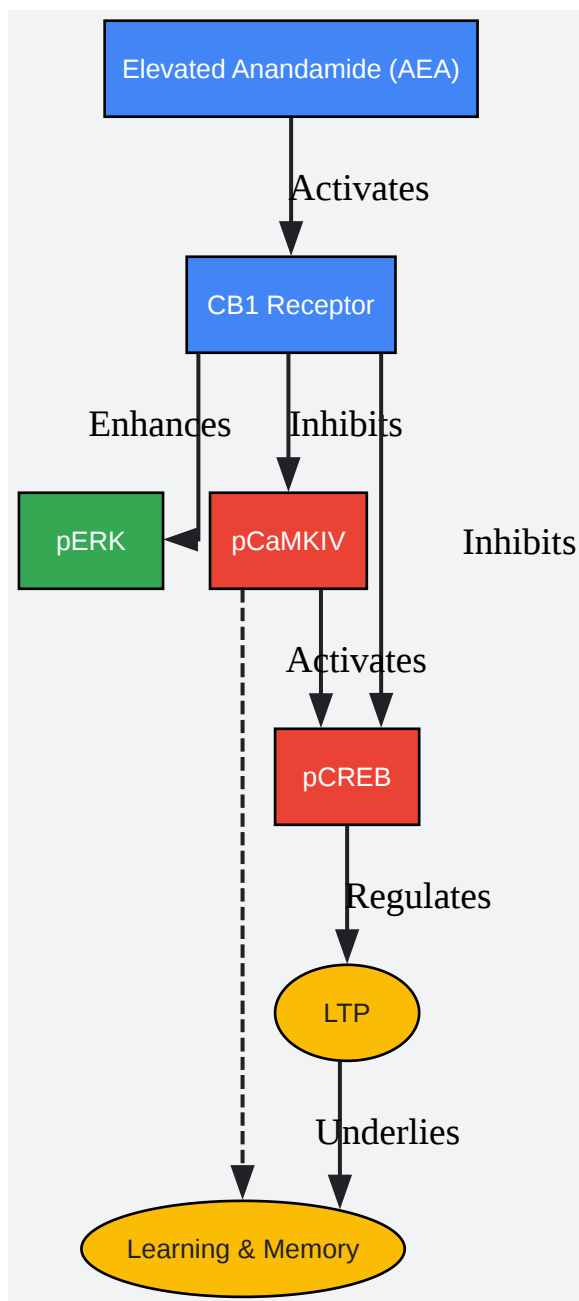 Elevated Anandamide (AEA)
Activates
CB1 Receptor
Enhances
Inhibits
pERK
pCaMKIV
Inhibits
Activates
pCREB
Regulates
LTP
Underlies
Learning & Memory